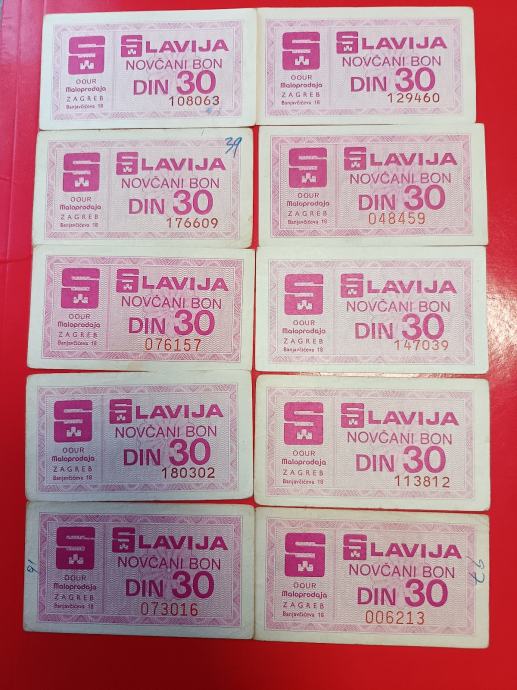 SLAVIJA
NOVČANI BON
DIN 30
108063
OOUR
Maloprodaja
ZAGREB
Banjavčićeva 18
SLAVIJA
NOVČANI BON
DIN 30
129460
OOUR
Maloprodaja
ZAGREB
Banjavčićeva 18
39
SLAVIJA
NOVČANI BON
DIN 30
176609
OOUR
Maloprodaja
ZAGREB
Banjavčićeva 18
SLAVIJA
NOVČANI BON
DIN 30
048459
OOUR
Maloprodaja
ZAGREB
Banjavčićeva 18
SLAVIJA
NOVČANI BON
DIN 30
076157
OOUR
Maloprodaja
ZAGREB
Banjavčićeva 18
SLAVIJA
NOVČANI BON
DIN 30
147039
OOUR
Maloprodaja
ZAGREB
Banjavčićeva 18
SLAVIJA
NOVČANI BON
DIN 30
180302
OOUR
Maloprodaja
ZAGREB
Banjavčićeva 18
SLAVIJA
NOVČANI BON
DIN 30
113812
OOUR
Maloprodaja
ZAGREB
Banjavčićeva 18
SLAVIJA
NOVČANI BON
DIN 30
073016
OOUR
Maloprodaja
ZAGREB
Banjavčićeva 18
SLAVIJA
NOVČANI BON
DIN 30
006213
OOUR
Maloprodaja
ZAGREB
Banjavčićeva 18